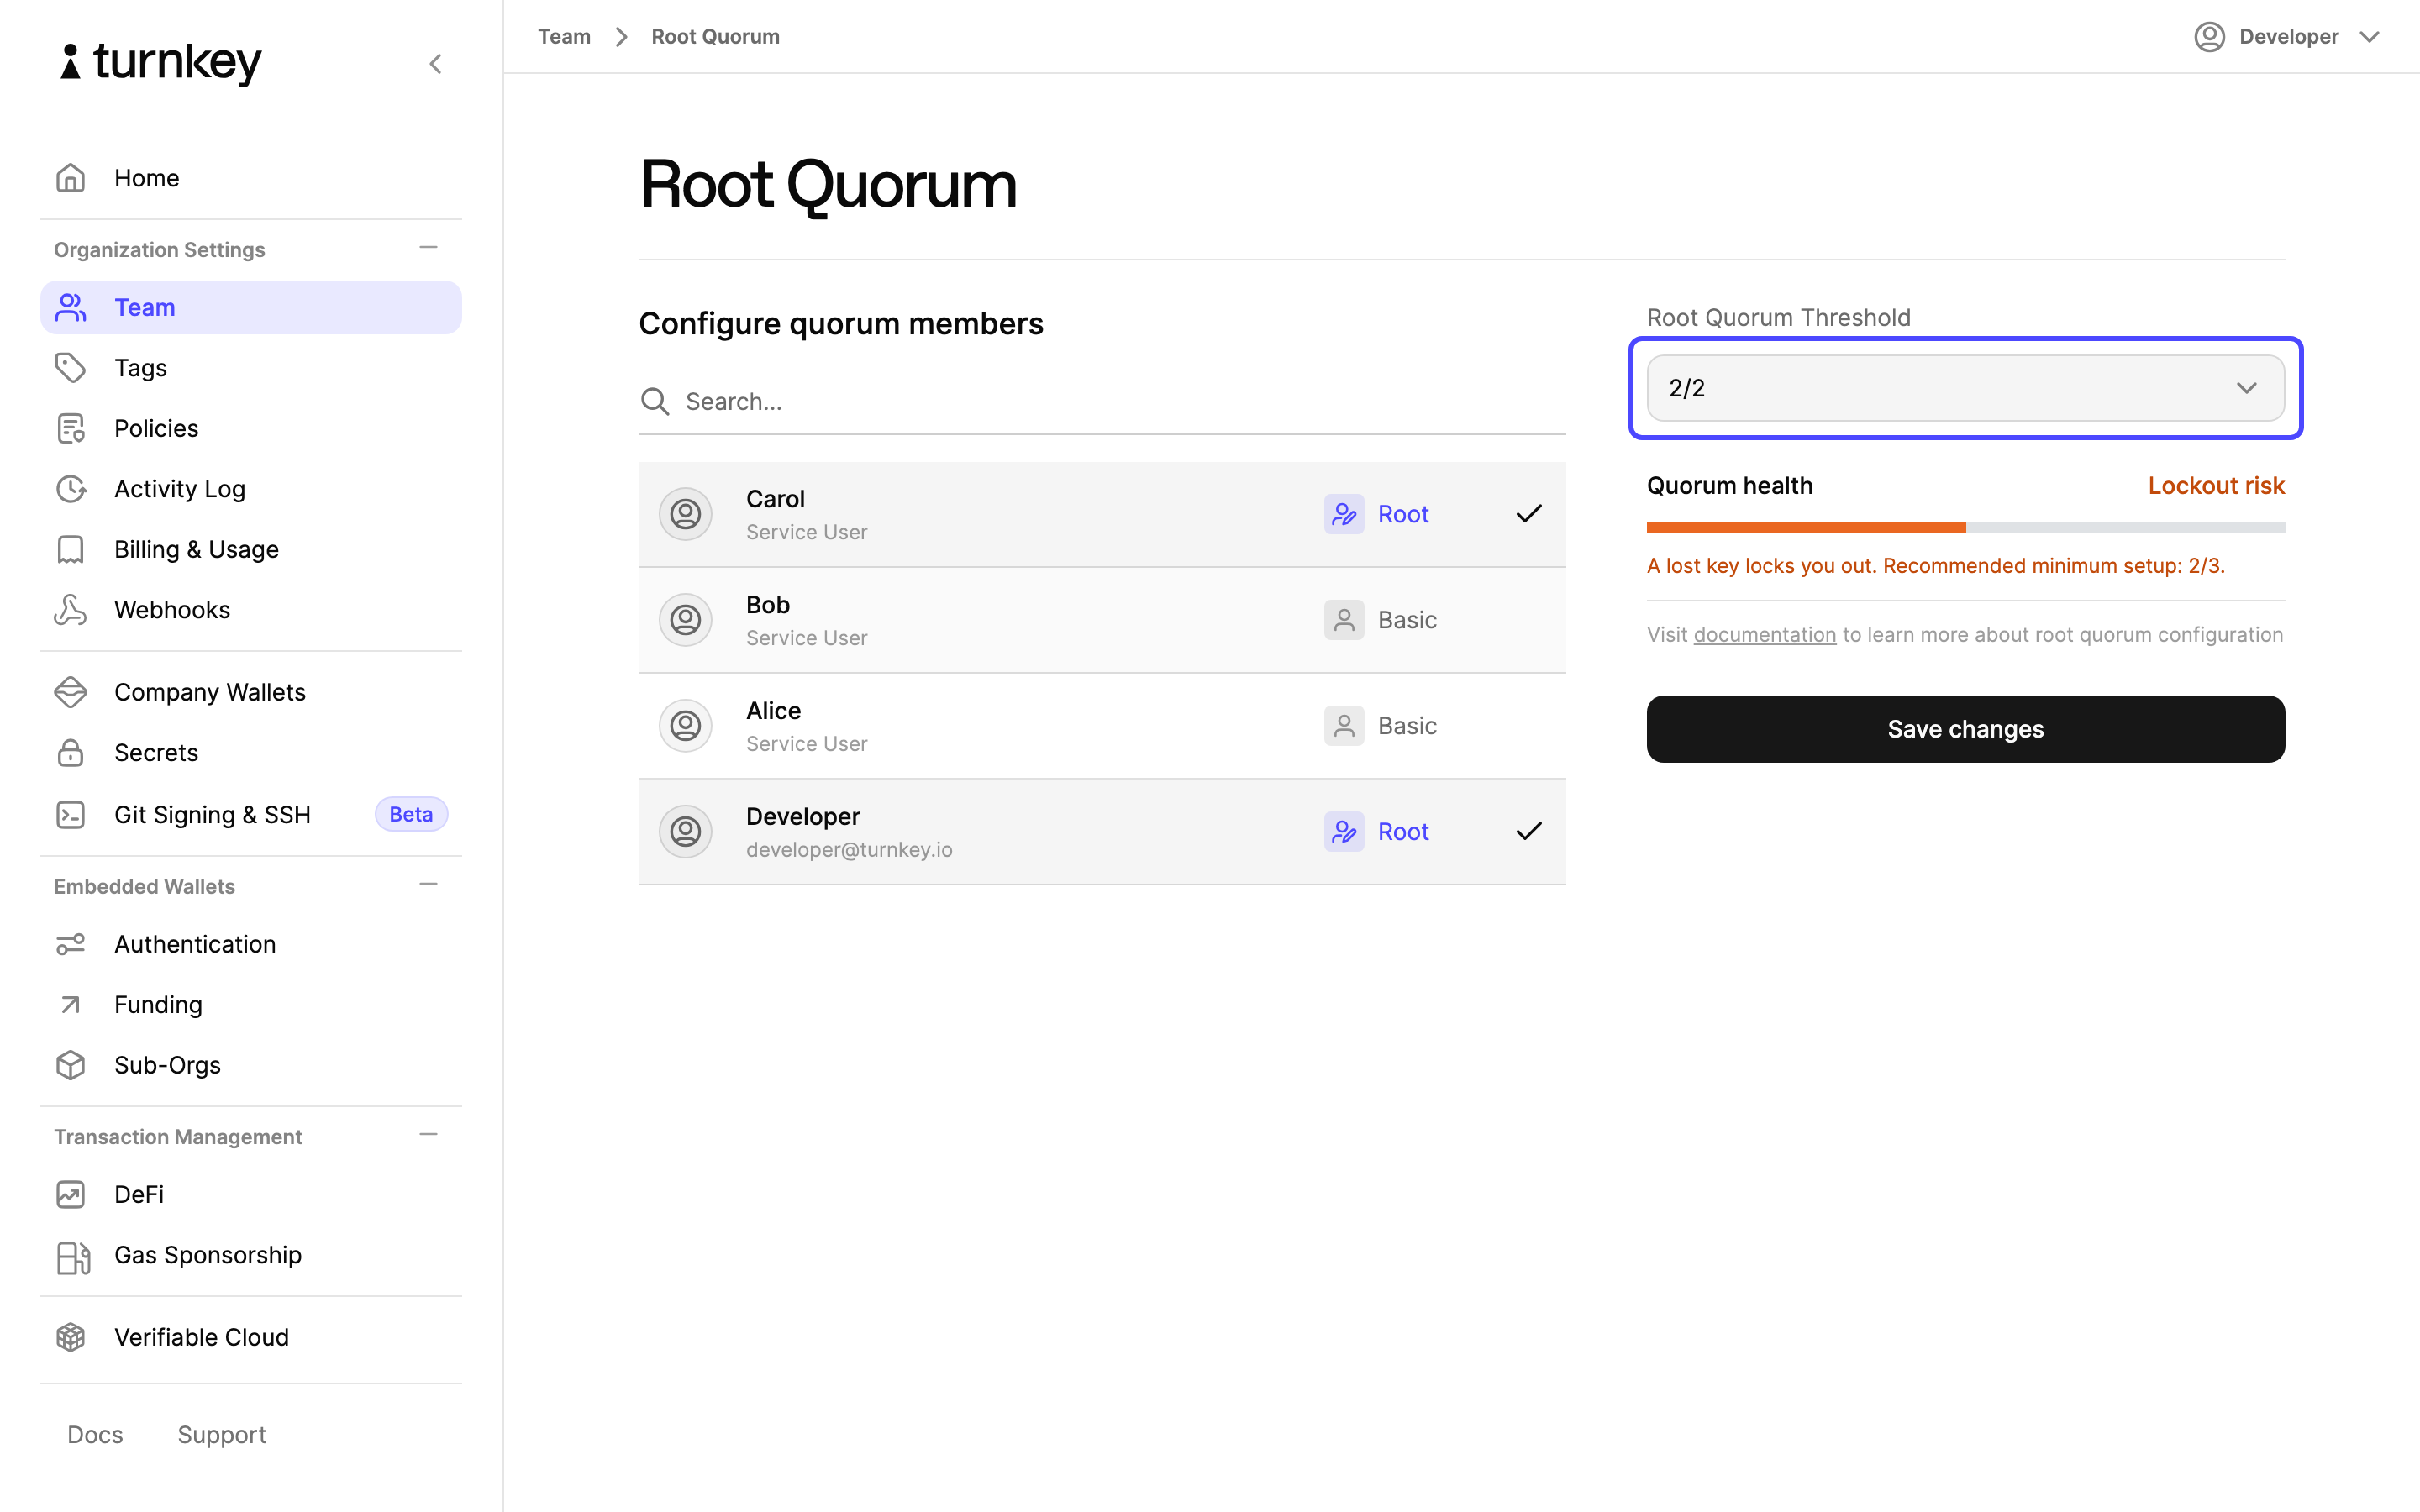 turnkey
Home
Organization Settings
Team
Tags
Policies
Activity Log
Billing & Usage
Webhooks
Company Wallets
Secrets
Git Signing & SSH Beta
Embedded Wallets
Authentication
Funding
Sub-Orgs
Transaction Management
DeFi
Gas Sponsorship
Verifiable Cloud
Docs Support
Team Root Quorum
Developer
Root Quorum
Configure quorum members
Search...
Carol
Service User
Root
Bob
Service User
Basic
Alice
Service User
Basic
Developer
developer@turnkey.io
Root
Root Quorum Threshold
2/2
Quorum health Lockout risk
A lost key locks you out. Recommended minimum setup: 2/3.
Visit documentation to learn more about root quorum configuration
Save changes